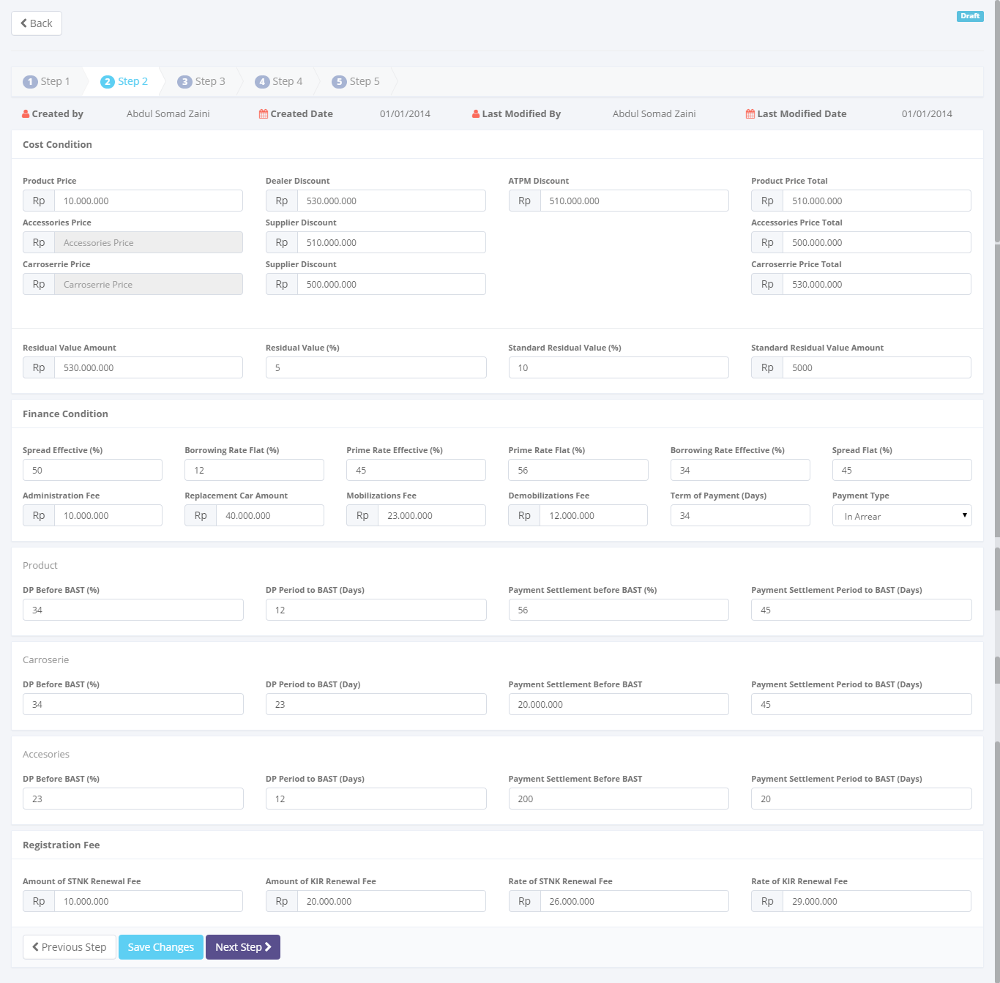 Back
Draft
1 Step 1 2 Step 2 3 Step 3 4 Step 4 5 Step 5
Created by Abdul Somad Zaini Created Date 01/01/2014 Last Modified By Abdul Somad Zaini Last Modified Date 01/01/2014
Cost Condition
Product Price Dealer Discount ATPM Discount Product Price Total
Rp 10.000.000 Rp 530.000.000 Rp 510.000.000 Rp 510.000.000
Accessories Price Supplier Discount Accessories Price Total
Rp Accessories Price Rp 510.000.000 Rp 500.000.000
Carroserrie Price Supplier Discount Carroserrie Price Total
Rp Carroserrie Price Rp 500.000.000 Rp 530.000.000
Residual Value Amount Residual Value (%) Standard Residual Value (%) Standard Residual Value Amount
Rp 530.000.000 5 10 Rp 5000
Finance Condition
Spread Effective (%) Borrowing Rate Flat (%) Prime Rate Effective (%) Prime Rate Flat (%) Borrowing Rate Effective (%) Spread Flat (%)
50 12 45 56 34 45
Administration Fee Replacement Car Amount Mobilizations Fee Demobilizations Fee Term of Payment (Days) Payment Type
Rp 10.000.000 Rp 40.000.000 Rp 23.000.000 Rp 12.000.000 34 In Arrear
Product
DP Before BAST (%) DP Period to BAST (Days) Payment Settlement before BAST (%) Payment Settlement Period to BAST (Days)
34 12 56 45
Carroserie
DP Before BAST (%) DP Period to BAST (Day) Payment Settlement Before BAST Payment Settlement Period to BAST (Days)
34 23 20.000.000 45
Accesories
DP Before BAST (%) DP Period to BAST (Days) Payment Settlement Before BAST Payment Settlement Period to BAST (Days)
23 12 200 20
Registration Fee
Amount of STNK Renewal Fee Amount of KIR Renewal Fee Rate of STNK Renewal Fee Rate of KIR Renewal Fee
Rp 10.000.000 Rp 20.000.000 Rp 26.000.000 Rp 29.000.000
Previous Step Save Changes Next Step